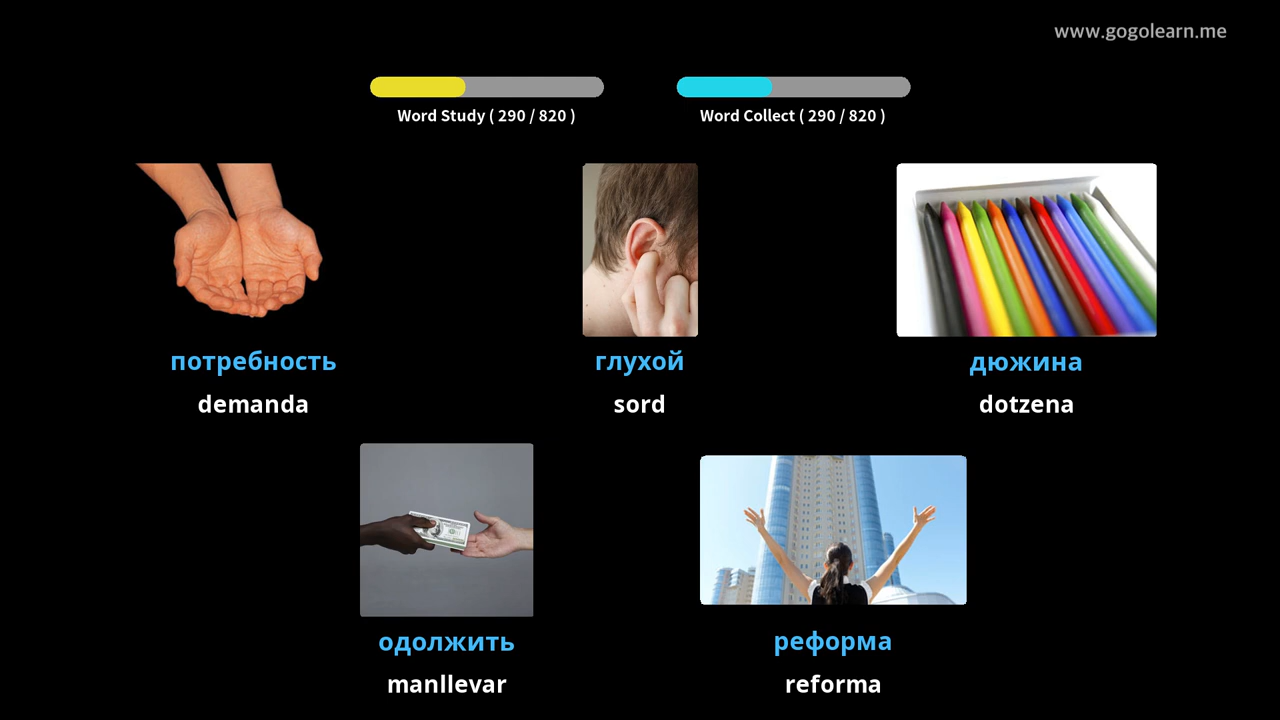 www.gogolearn.me
Word Study ( 290 / 820 )
Word Collect ( 290 / 820 )
потребность
demanda
глухой
sord
дюжина
dotzena
одолжить
manllevar
реформа
reforma